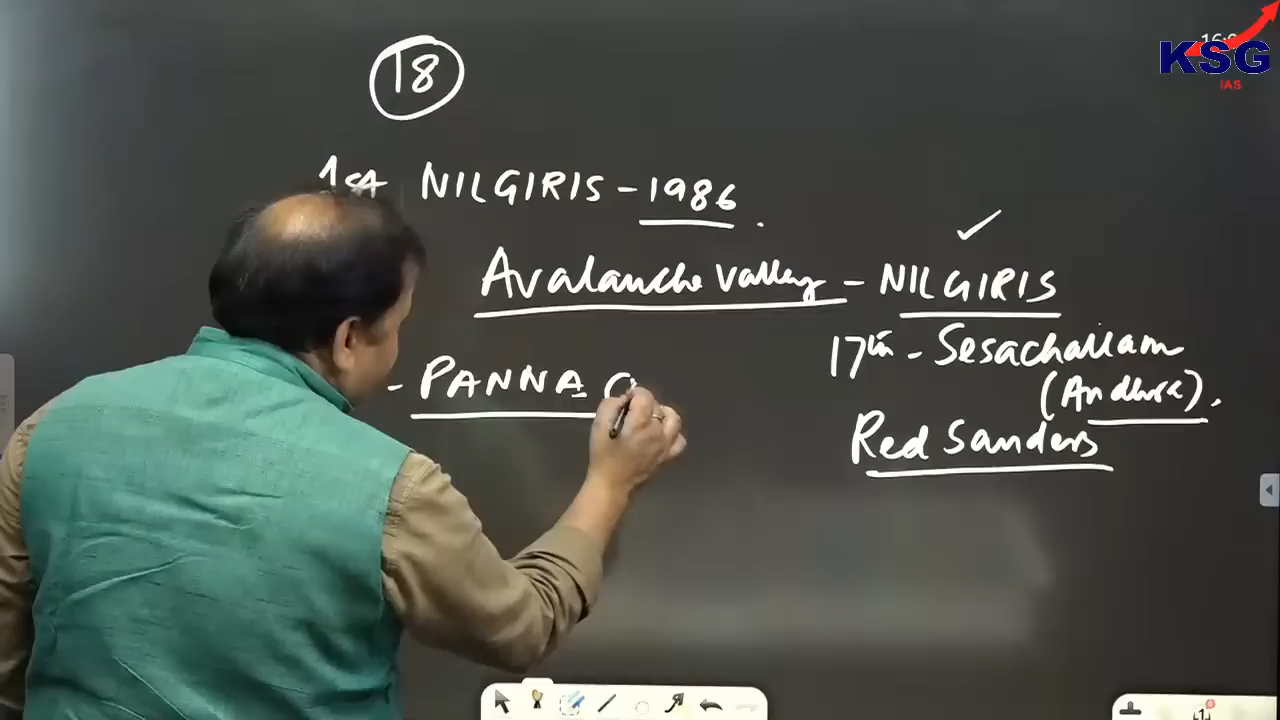 18
1st NILGIRIS - 1986.
Avalanche valley - NILGIRIS
17th - Sesachallam
(Andhra).
- PANNA (
Red Sanders
KSG
IAS